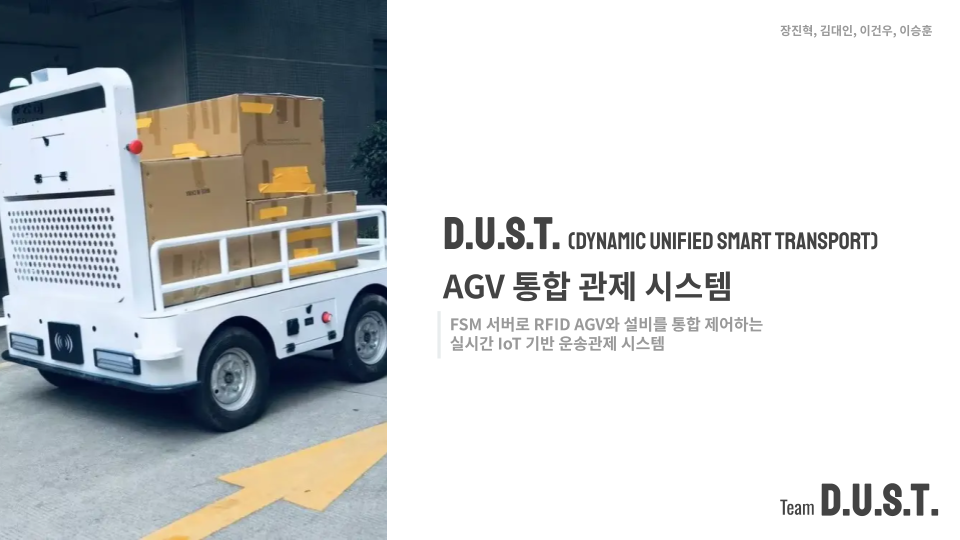 장진혁, 김대인, 이건우, 이승훈
D.U.S.T. (DYNAMIC UNIFIED SMART TRANSPORT)
AGV 통합 관제 시스템
FSM 서버로 RFID AGV와 설비를 통합 제어하는
실시간 IoT 기반 운송관제 시스템
Team D.U.S.T.